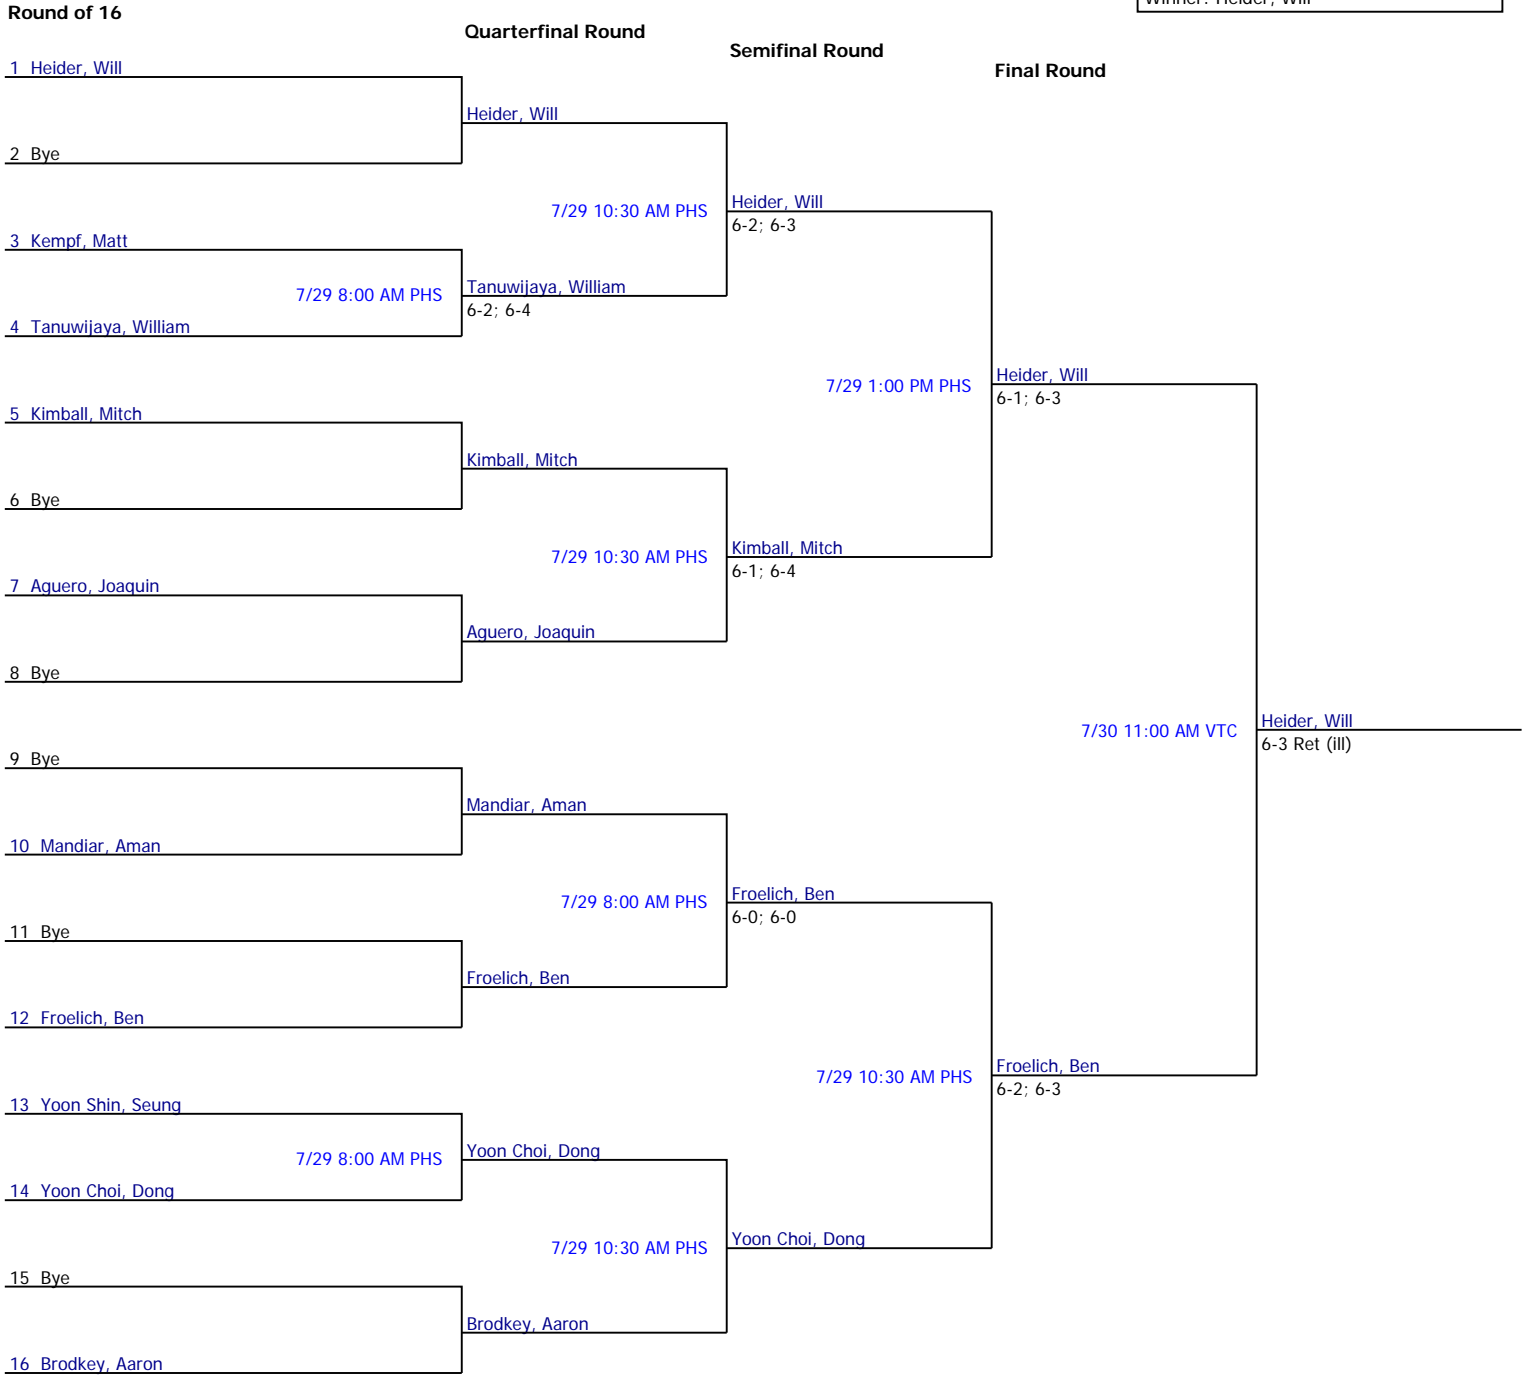 Winner: Heider, Will
Round of 16
Quarterfinal Round
Semifinal Round
Final Round
1 Heider, Will
Heider, Will
2 Bye
7/29 10:30 AM PHS
Heider, Will
6-2; 6-3
3 Kempf, Matt
7/29 8:00 AM PHS
Tanuwijaya, William
6-2; 6-4
4 Tanuwijaya, William
7/29 1:00 PM PHS
Heider, Will
6-1; 6-3
5 Kimball, Mitch
Kimball, Mitch
6 Bye
7/29 10:30 AM PHS
Kimball, Mitch
6-1; 6-4
7 Aguero, Joaquin
Aguero, Joaquin
8 Bye
7/30 11:00 AM VTC
Heider, Will
6-3 Ret (ill)
9 Bye
Mandiar, Aman
10 Mandiar, Aman
7/29 8:00 AM PHS
Froelich, Ben
6-0; 6-0
11 Bye
Froelich, Ben
12 Froelich, Ben
7/29 10:30 AM PHS
Froelich, Ben
6-2; 6-3
13 Yoon Shin, Seung
7/29 8:00 AM PHS
Yoon Choi, Dong
14 Yoon Choi, Dong
7/29 10:30 AM PHS
Yoon Choi, Dong
15 Bye
Brodkey, Aaron
16 Brodkey, Aaron